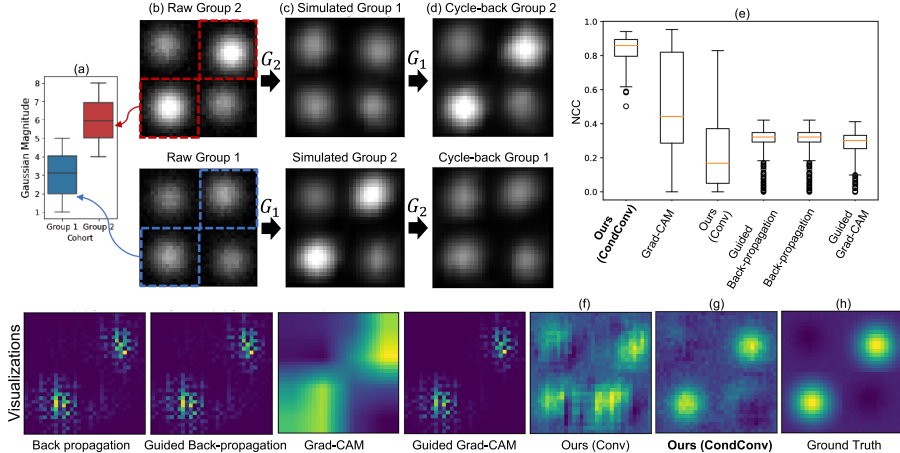 (b) Raw Group 2
(c) Simulated Group 1
(d) Cycle-back Group 2
(e)
(a)
Gaussian Magnitude
8
7
6
5
4
3
2
1
Group 1
Group 2
Cohort
G2
G1
Raw Group 1
Simulated Group 2
Cycle-back Group 1
G1
G2
NCC
1.0
0.8
0.6
0.4
0.2
0.0
Ours
(CondConv)
Grad-CAM
Ours
(Conv)
Guided
Back-propagation
Back-propagation
Guided
Grad-CAM
(f)
(g)
(h)
Visualizations
Back propagation
Guided Back-propagation
Grad-CAM
Guided Grad-CAM
Ours (Conv)
Ours (CondConv)
Ground Truth